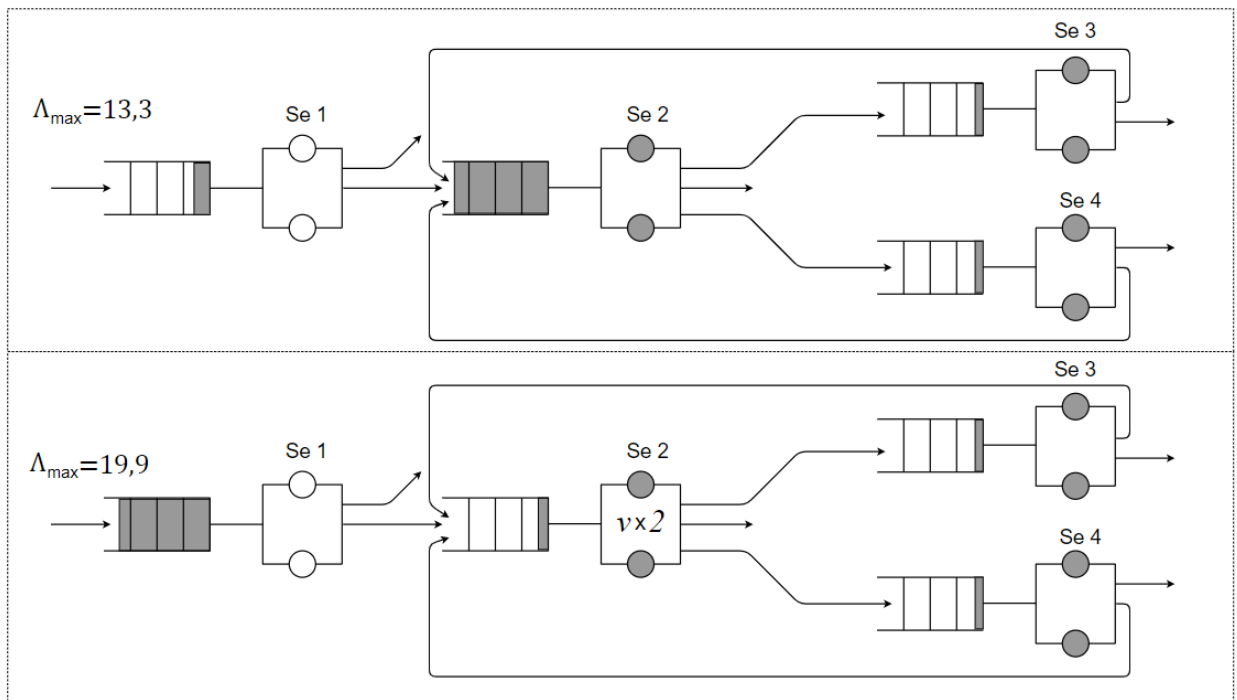 Se 3
Λmax=13,3
Se 1
Se 2
Se 4
Se 3
Λmax=19,9
Se 1
Se 2
v×2
Se 4